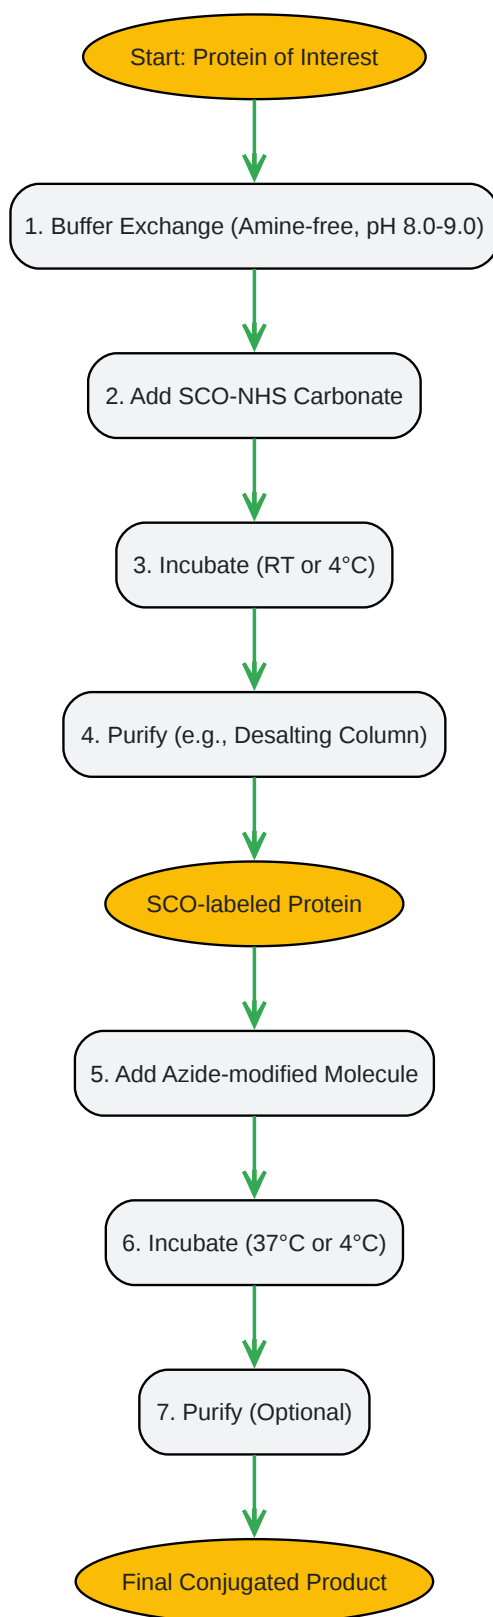 Start: Protein of Interest
1. Buffer Exchange (Amine-free, pH 8.0-9.0)
2. Add SCO-NHS Carbonate
3. Incubate (RT or 4°C)
4. Purify (e.g., Desalting Column)
SCO-labeled Protein
5. Add Azide-modified Molecule
6. Incubate (37°C or 4°C)
7. Purify (Optional)
Final Conjugated Product